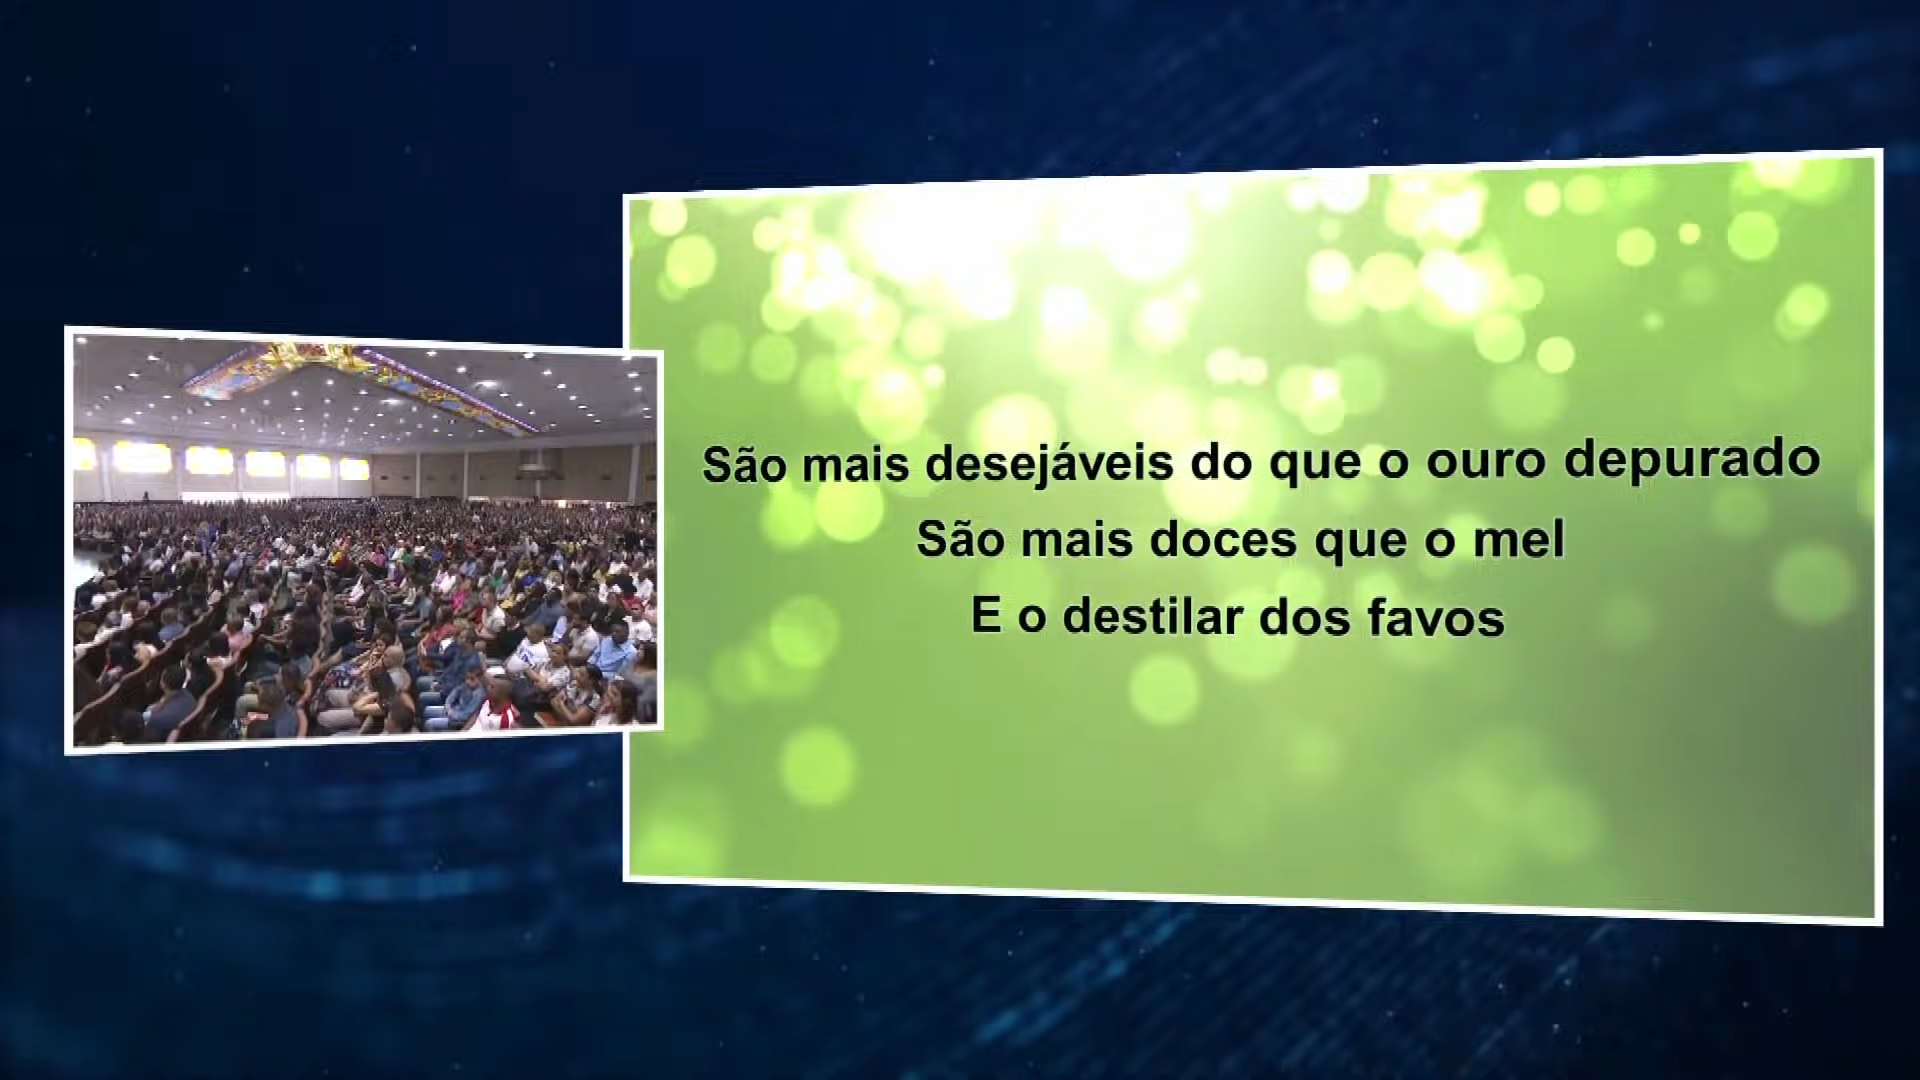 São mais desejáveis do que o ouro depurado
São mais doces que o mel
E o destilar dos favos